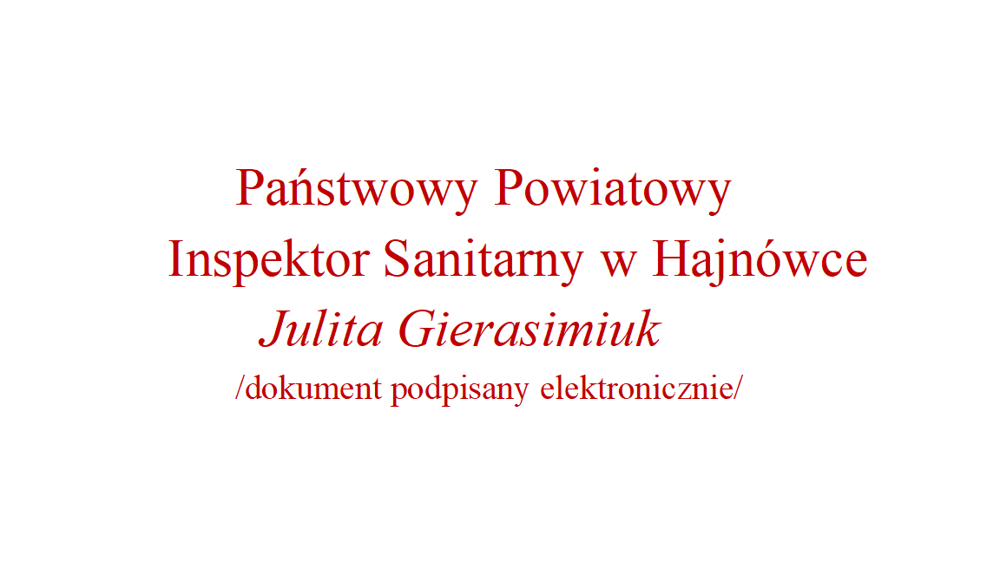 Państwowy Powiatowy
Inspektor Sanitarny w Hajnówce
Julita Gierasimiuk
/dokument podpisany elektronicznie/